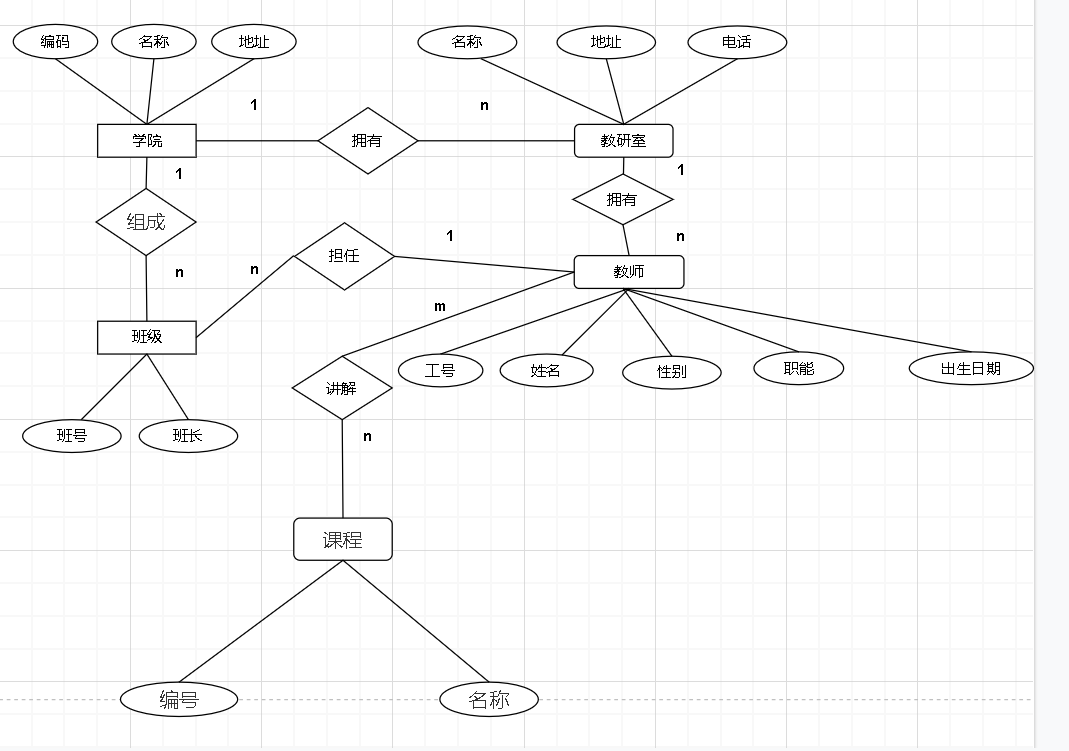 编码
名称
地址
名称
地址
电话
1
n
学院
拥有
教研室
1
1
拥有
组成
n
1
担任
n
n
教师
m
班级
工号
姓名
性别
职能
出生日期
讲解
班号
班长
n
课程
编号
名称